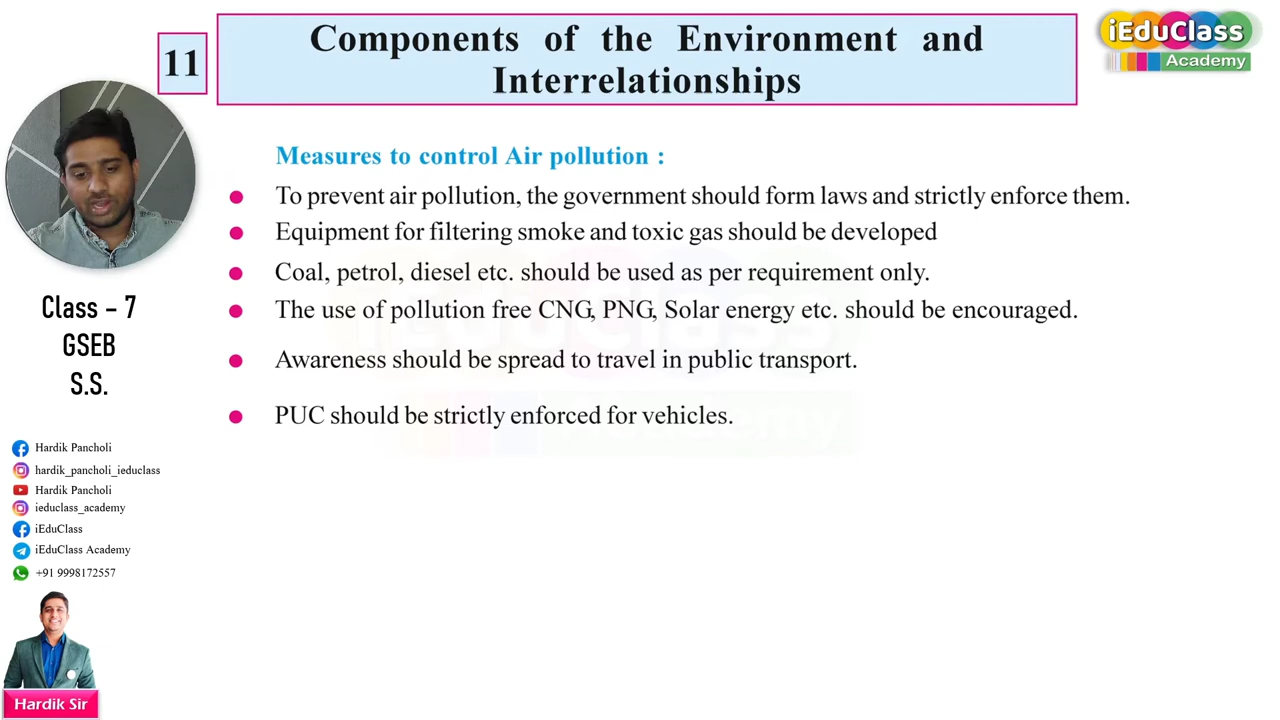 11
Components of the Environment and
Interrelationships
iEduClass
Academy
Measures to control Air pollution :
To prevent air pollution, the government should form laws and strictly enforce them.
Equipment for filtering smoke and toxic gas should be developed
Coal, petrol, diesel etc. should be used as per requirement only.
The use of pollution free CNG, PNG, Solar energy etc. should be encouraged.
Awareness should be spread to travel in public transport.
PUC should be strictly enforced for vehicles.
iEduClass
Academy
Class – 7
GSEB
S.S.
Hardik Pancholi
hardik_pancholi_ieduclass
Hardik Pancholi
ieduclass_academy
iEduClass
iEduClass Academy
+91 9998172557
Hardik Sir